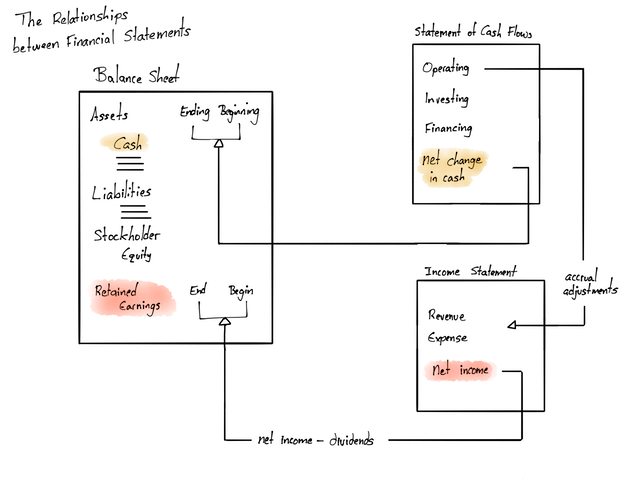 The Relationships
between Financial Statements
Balance Sheet
Assets
Ending Beginning
Cash
Liabilities
Stockholder
Equity
Retained
Earnings
End Begin
Statement of Cash Flows
Operating
Investing
Financing
Net change
in cash
accrual
adjustments
Income Statement
Revenue
Expense
Net income
net income - dividends